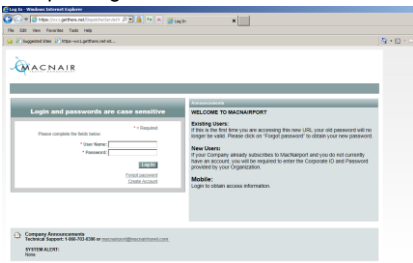 Log In - Windows Internet Explorer
File Edit View Favorites Tools Help
Suggested Sites
Log In
MACNAIR
Login and passwords are case sensitive
* = Required
Please complete the fields below:
* User Name:
* Password:
Log In
Forgot password
Create Account
Announcements
WELCOME TO MACNAIRPORT
Existing Users:
If this is the first time you are accessing this new URL, your old password will no
longer be valid. Please click on "Forgot password" to obtain your new password.
New Users:
If your Company already subscribes to MacNairport and you do not currently
have an account, you will be required to enter the Corporate ID and Password
provided by your Organization.
Mobile:
Login to obtain access information.
Company Announcements
SYSTEM ALERT:
None